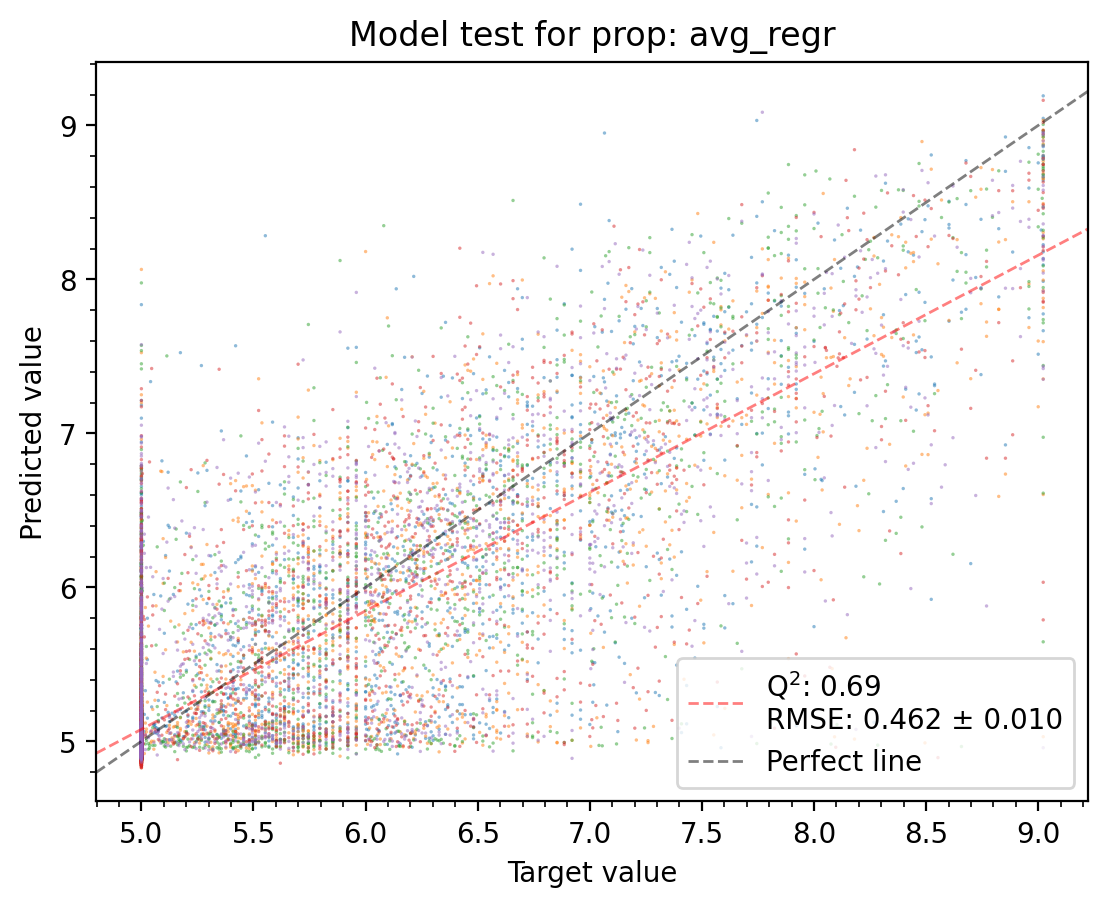 Model test for prop: avg_regr
Predicted value
9
8
7
6
5
Q²: 0.69
RMSE: 0.462 ± 0.010
Perfect line
5.0 5.5 6.0 6.5 7.0 7.5 8.0 8.5 9.0
Target value